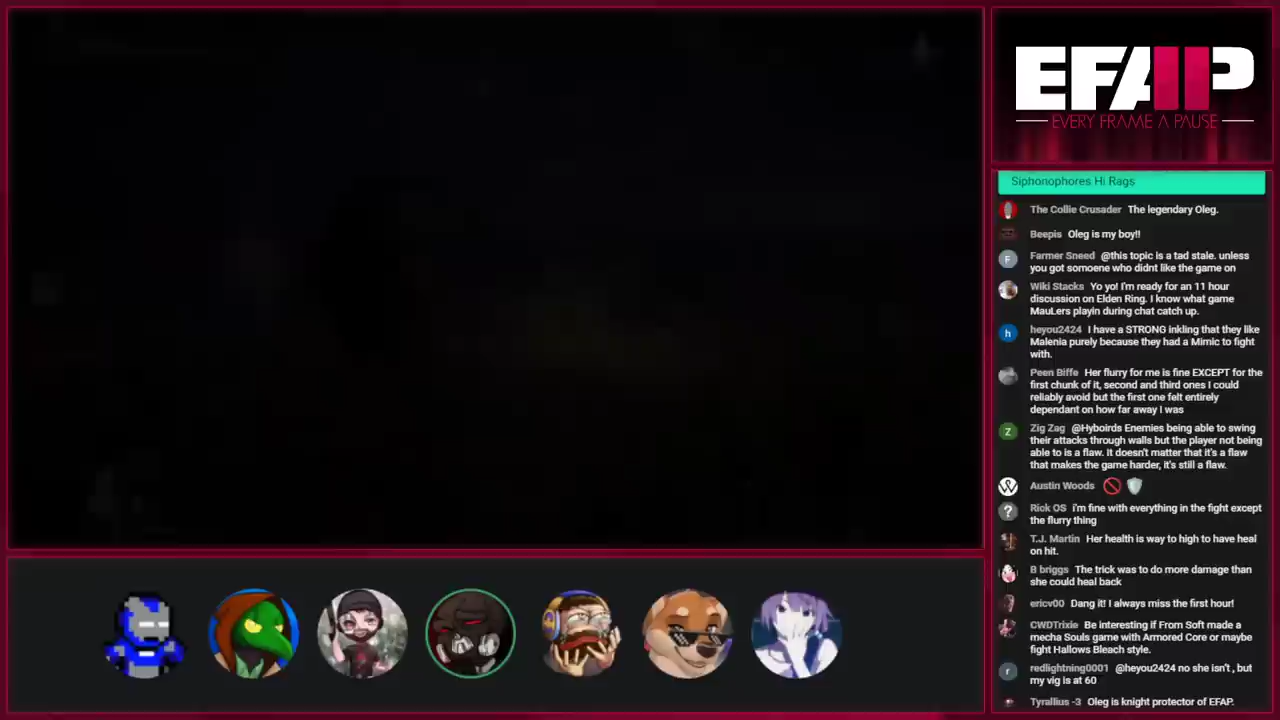 EFAP
EVERY FRAME A PAUSE
Siphonophores Hi Rags
The Collie Crusader The legendary Oleg.
Beepis Oleg is my boy!!
F Farmer Sneed @this topic is a tad stale. unless
you got somoene who didnt like the game on
Wiki Stacks Yo yo! I'm ready for an 11 hour
discussion on Elden Ring. I know what game
MauLers playin during chat catch up.
h heyou2424 I have a STRONG inkling that they like
Malenia purely because they had a Mimic to fight
with.
Peen Biffe Her flurry for me is fine EXCEPT for the
first chunk of it, second and third ones I could
reliably avoid but the first one felt entirely
dependant on how far away I was
Z Zig Zag @Hyboirds Enemies being able to swing
their attacks through walls but the player not being
able to is a flaw. It doesn't matter that it's a flaw
that makes the game harder, it's still a flaw.
Austin Woods
? Rick OS i'm fine with everything in the fight except
the flurry thing
T.J. Martin Her health is way to high to have heal
on hit.
B briggs The trick was to do more damage than
she could heal back
ericv00 Dang it! I always miss the first hour!
CWDTrixie Be interesting if From Soft made a
mecha Souls game with Armored Core or maybe
fight Hallows Bleach style.
r redlightning0001 @heyou2424 no she isn't , but
my vig is at 60
Tyrallius -3 Oleg is knight protector of EFAP.